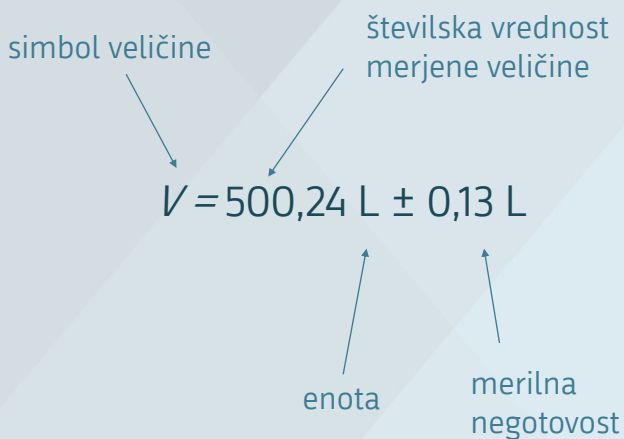 simbol veličine
številska vrednost
merjene veličine
V = 500,24 L ± 0,13 L
enota
merilna
negotovost